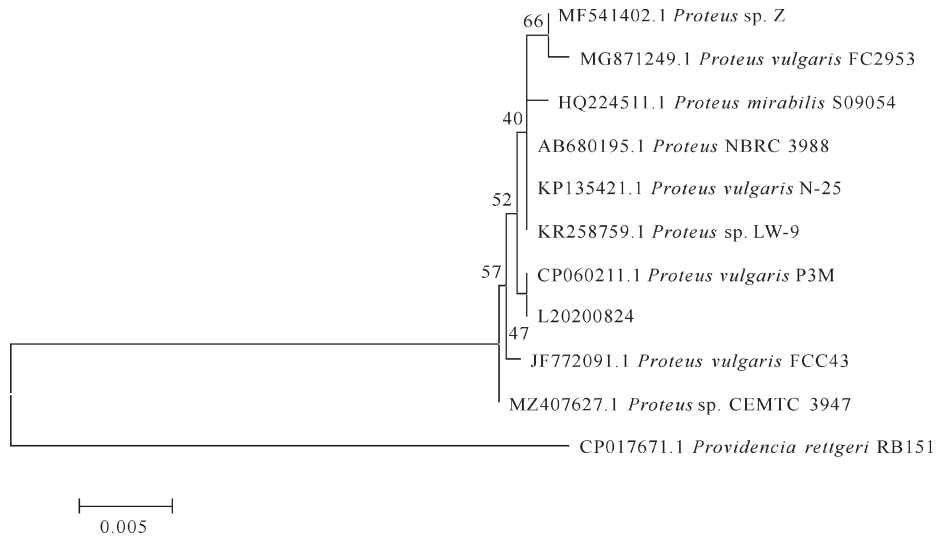 66
MF541402.1 Proteus sp. Z
MG871249.1 Proteus vulgaris FC2953
HQ224511.1 Proteus mirabilis S09054
40
AB680195.1 Proteus NBRC 3988
KP135421.1 Proteus vulgaris N-25
52
KR258759.1 Proteus sp. LW-9
57
CP060211.1 Proteus vulgaris P3M
L20200824
47
JF772091.1 Proteus vulgaris FCC43
MZ407627.1 Proteus sp. CEMTC 3947
CP017671.1 Providencia rettgeri RB151
0.005